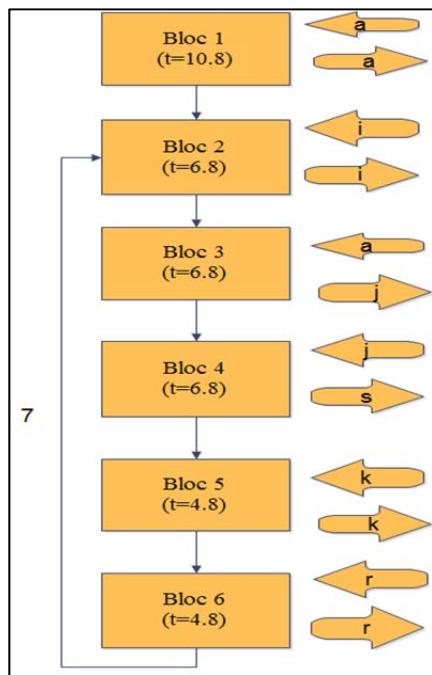 Bloc 1
(t=10.8)
a
a
Bloc 2
(t=6.8)
i
i
Bloc 3
(t=6.8)
a
j
Bloc 4
(t=6.8)
j
s
7
Bloc 5
(t=4.8)
k
k
Bloc 6
(t=4.8)
r
r